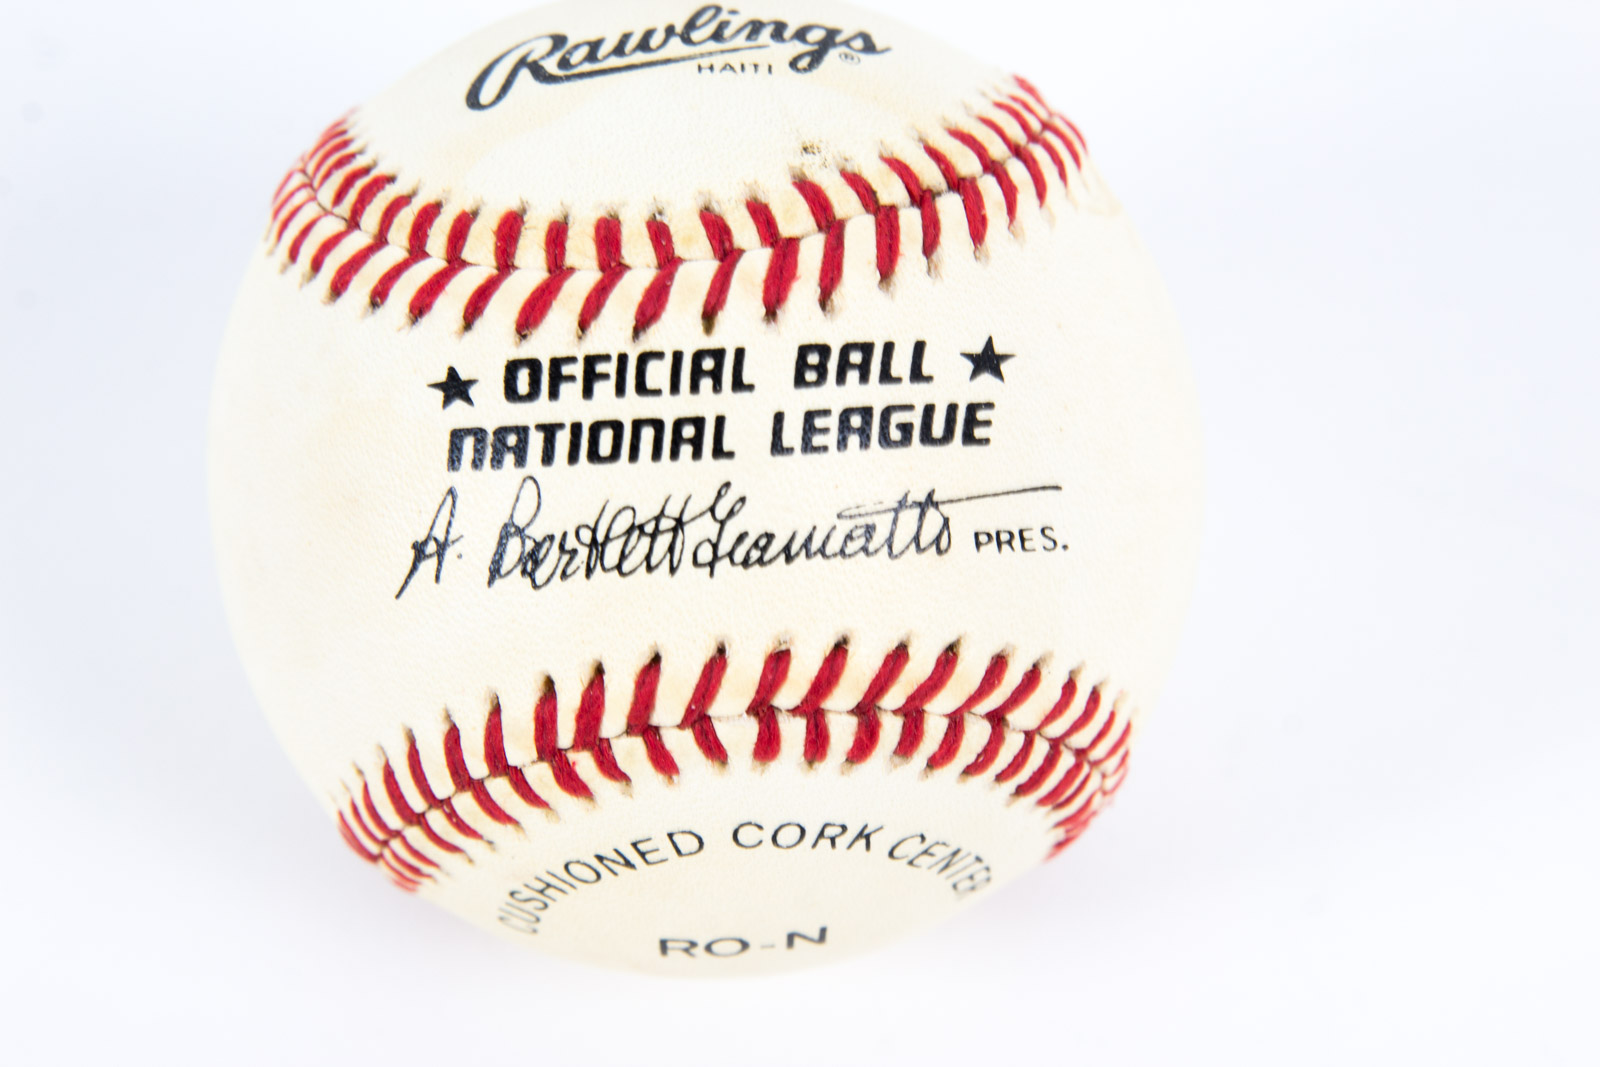 Rawlings®
HAITI
★ OFFICIAL BALL ★
NATIONAL LEAGUE
A. Bartlett Giamatti PRES.
CUSHIONED CORK CENTER
RO-N